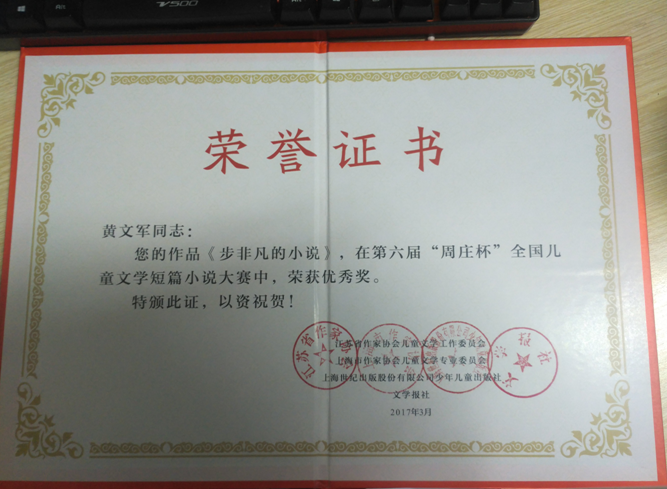 荣誉证书
黄文军同志：
您的作品《步非凡的小说》，在第六届“周庄杯”全国儿
童文学短篇小说大赛中，荣获优秀奖。
特颁此证，以资祝贺！
江苏省作家协会儿童文学工作委员会
上海市作家协会儿童文学专业委员会
上海世纪出版股份有限公司少年儿童出版社
文学报社
2017年3月